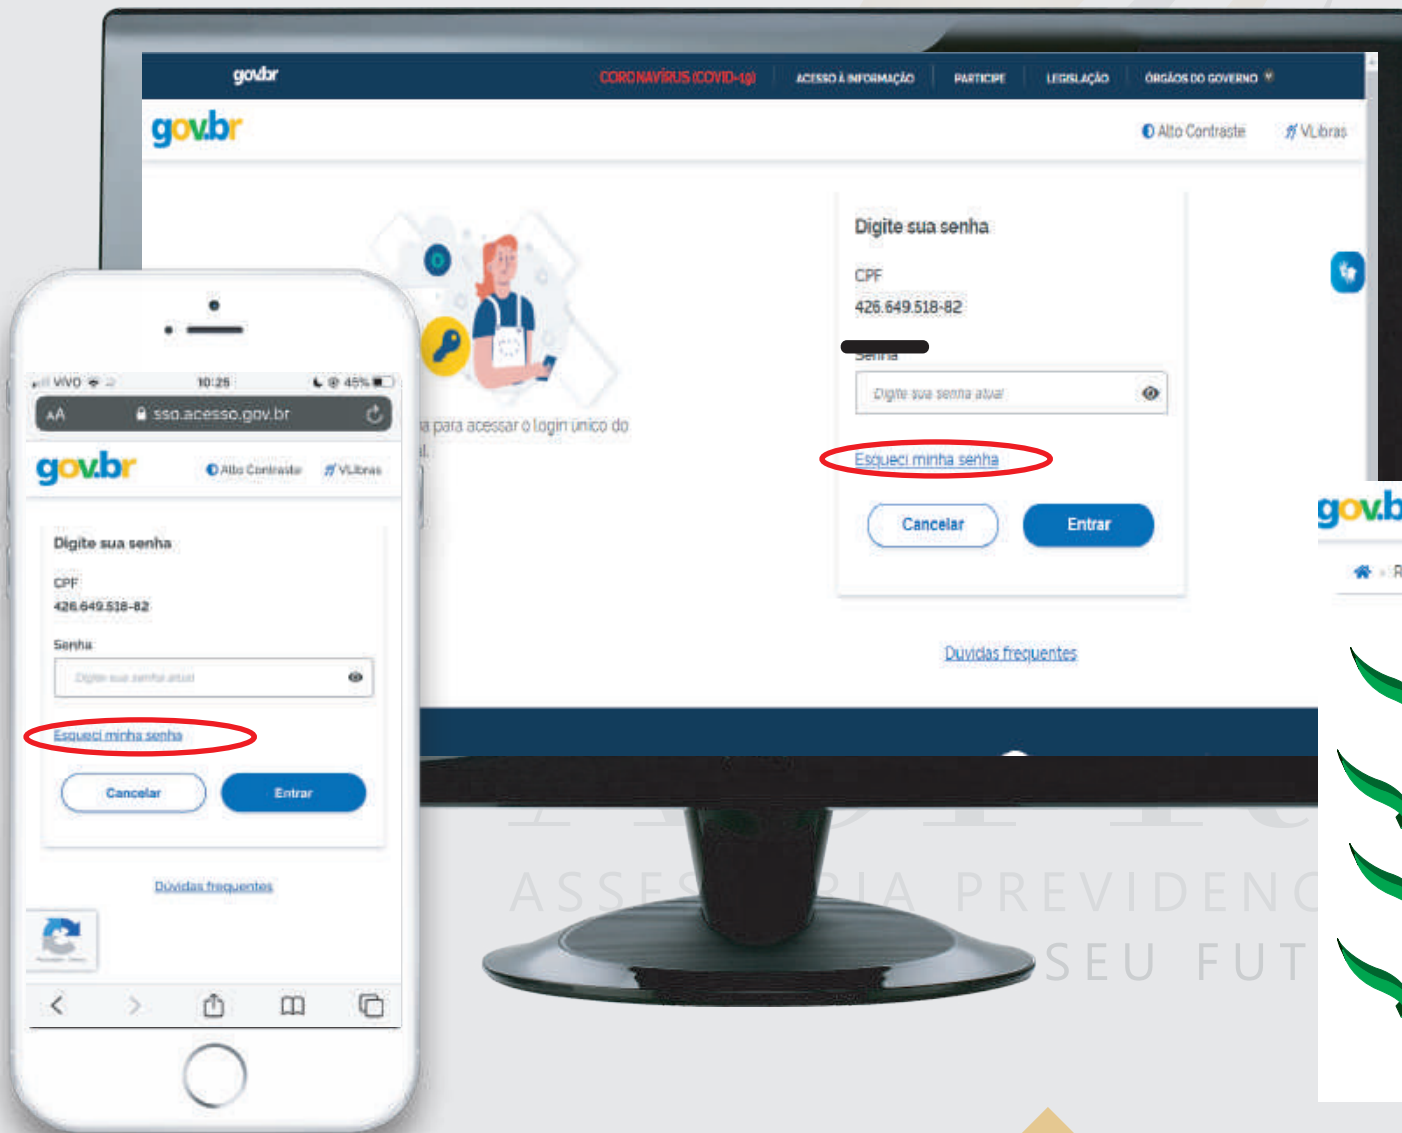 gov.br
CORONAVÍRUS (COVID-19)
ACESSO À INFORMAÇÃO
PARTICIPE
LEGISLAÇÃO
ÓRGÃOS DO GOVERNO
gov.br
Alto Contraste
VLibras
Digite sua senha
CPF
426.649.518-82
Senha
Digite sua senha atual
a para acessar o login único do
al.
Esqueci minha senha
Cancelar
Entrar
Dúvidas frequentes
VIVO
10:25
45%
AA
sso.acesso.gov.br
gov.br
Alto Contraste
VLibras
Digite sua senha
CPF
426.649.518-82
Senha
Digite sua senha atual
Esqueci minha senha
Cancelar
Entrar
Dúvidas frequentes
gov.b
R
ASSESSORIA PREVIDENC
SEU FUT